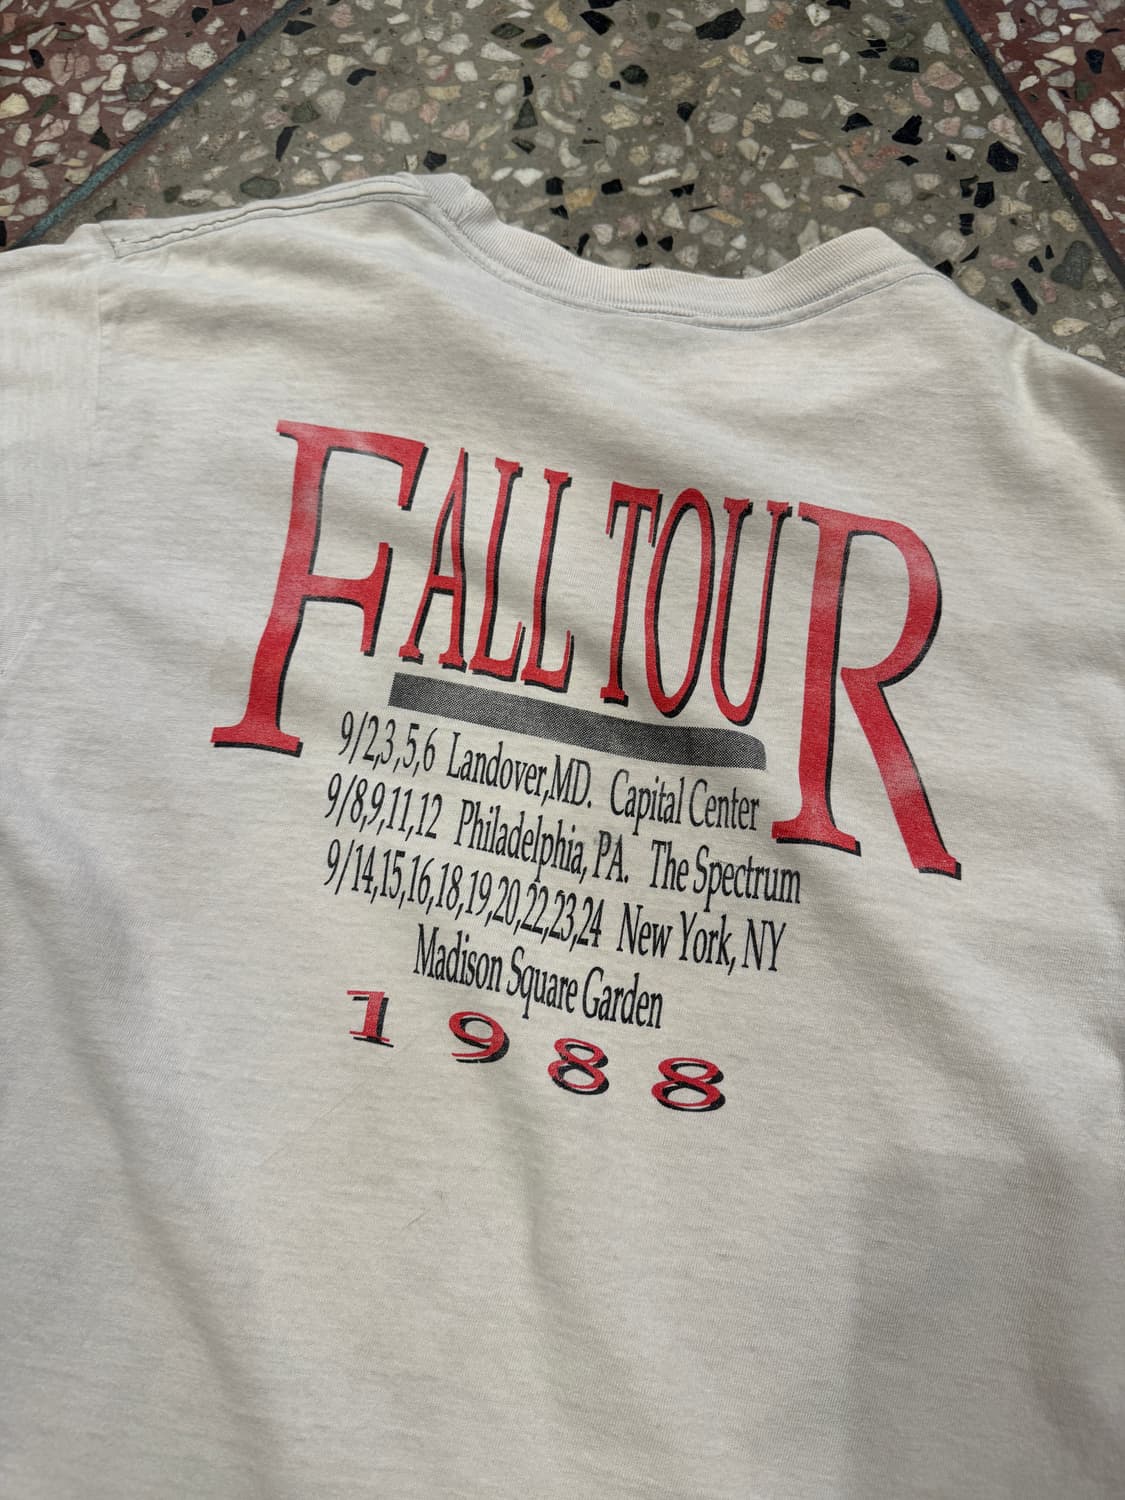 FALL TOUR
9/2,3,5,6 Landover,MD. Capital Center
9/8,9,11,12 Philadelphia, PA. The Spectrum
9/14,15,16,18,19,20,22,23,24 New York, NY
Madison Square Garden
1988